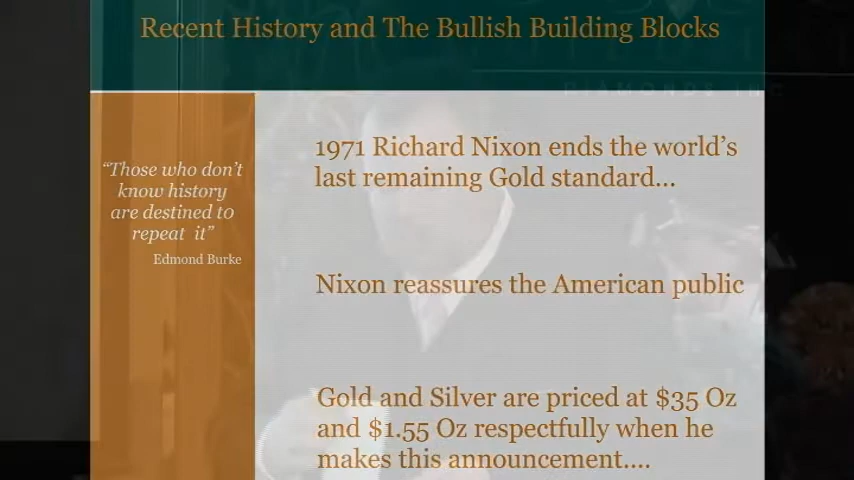 Recent History and The Bullish Building Blocks
DIAMONDS INC
“Those who don’t
know history
are destined to
repeat it”
Edmond Burke
1971 Richard Nixon ends the world’s
last remaining Gold standard...
Nixon reassures the American public
Gold and Silver are priced at $35 Oz
and $1.55 Oz respectfully when he
makes this announcement....